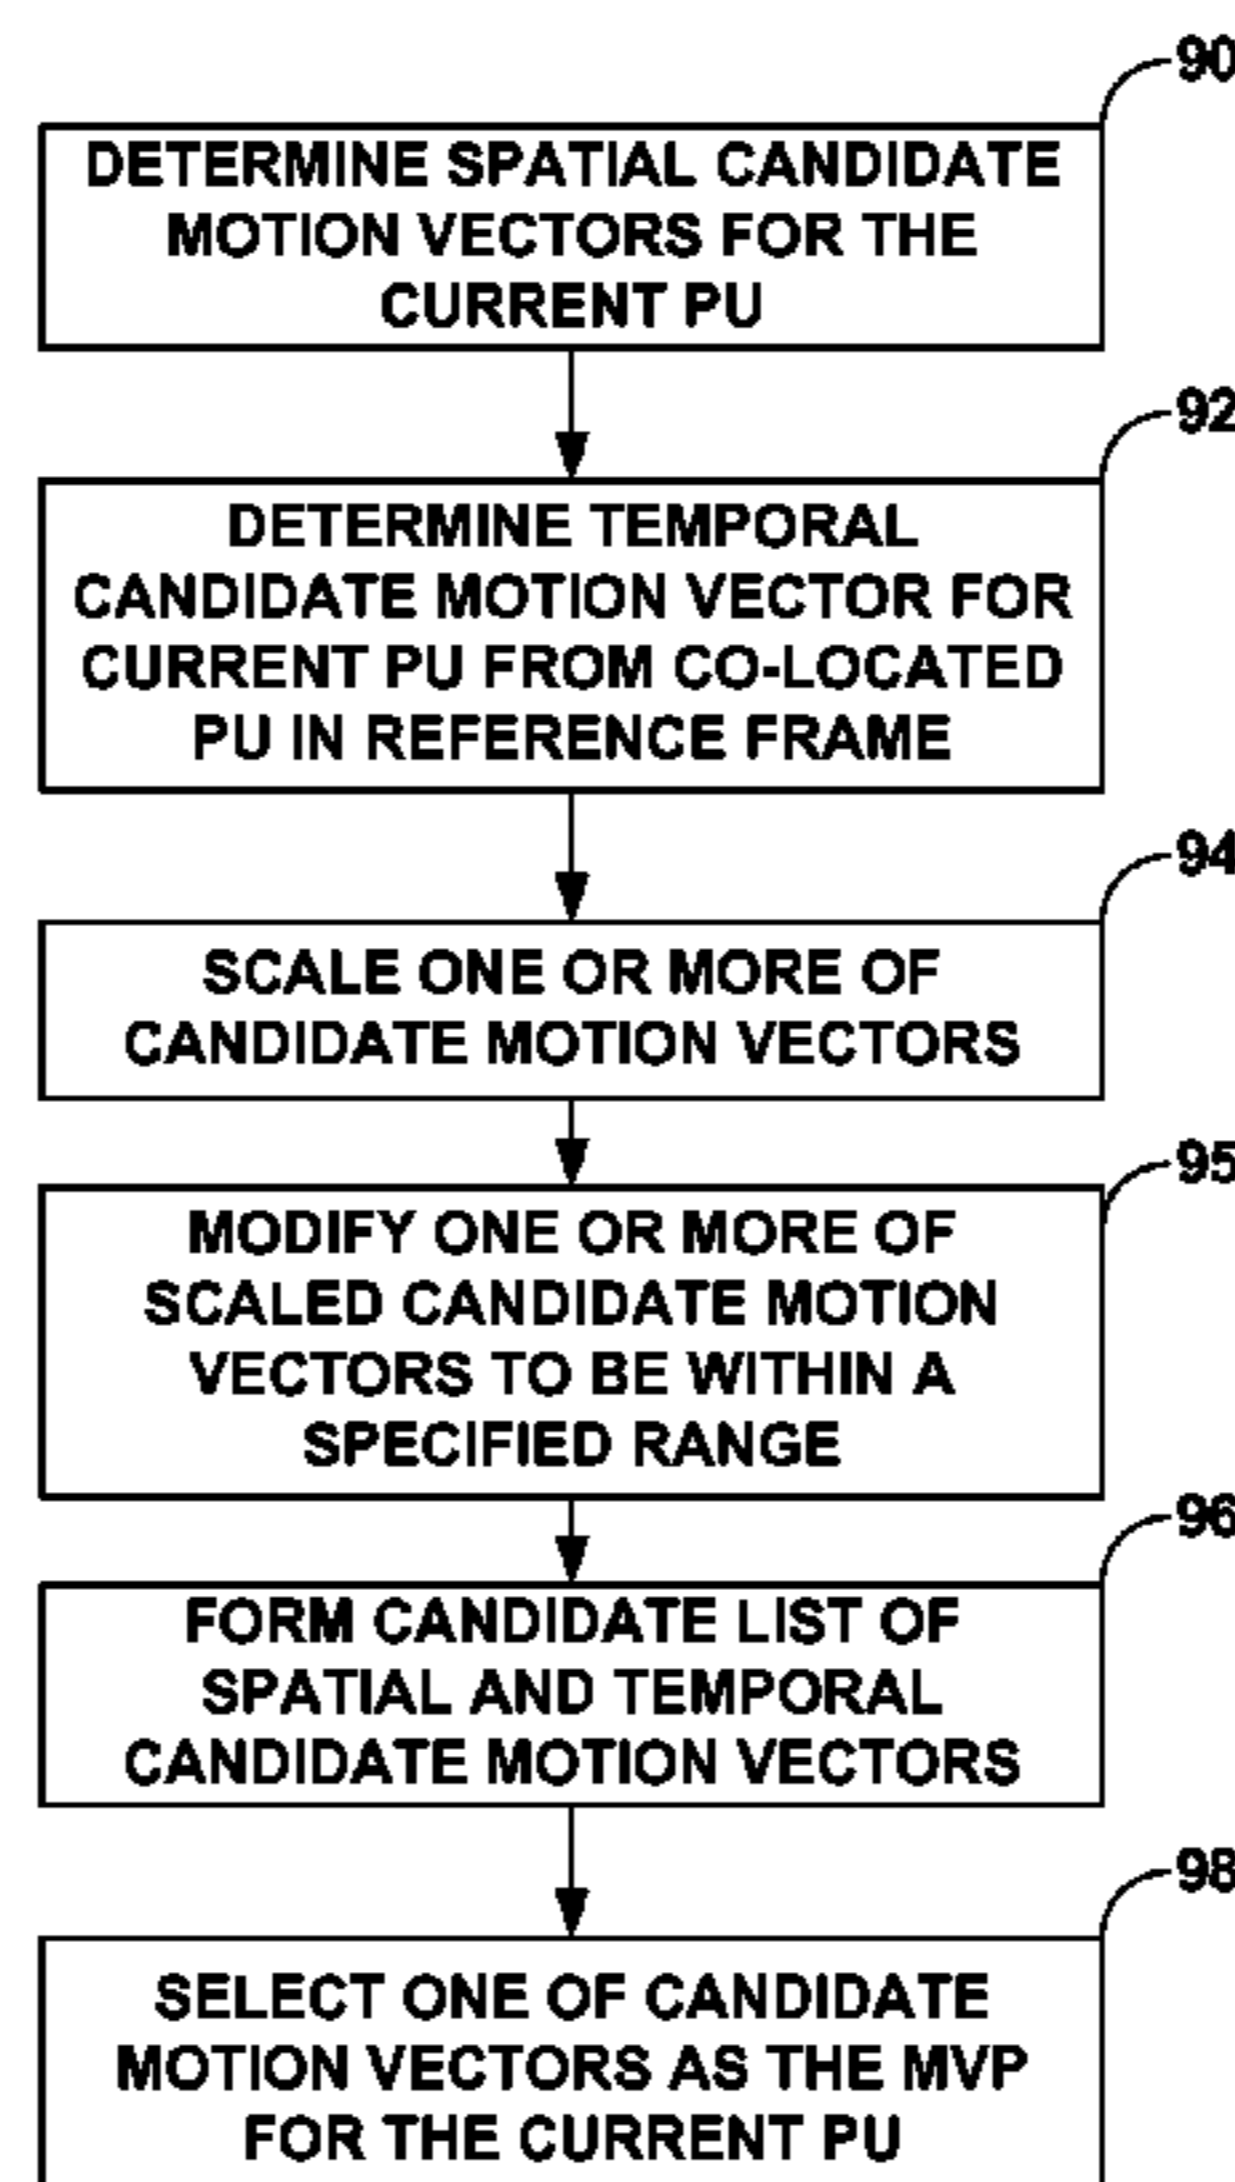 90
DETERMINE SPATIAL CANDIDATE
MOTION VECTORS FOR THE
CURRENT PU
92
DETERMINE TEMPORAL
CANDIDATE MOTION VECTOR FOR
CURRENT PU FROM CO-LOCATED
PU IN REFERENCE FRAME
94
SCALE ONE OR MORE OF
CANDIDATE MOTION VECTORS
95
MODIFY ONE OR MORE OF
SCALED CANDIDATE MOTION
VECTORS TO BE WITHIN A
SPECIFIED RANGE
96
FORM CANDIDATE LIST OF
SPATIAL AND TEMPORAL
CANDIDATE MOTION VECTORS
98
SELECT ONE OF CANDIDATE
MOTION VECTORS AS THE MVP
FOR THE CURRENT PU